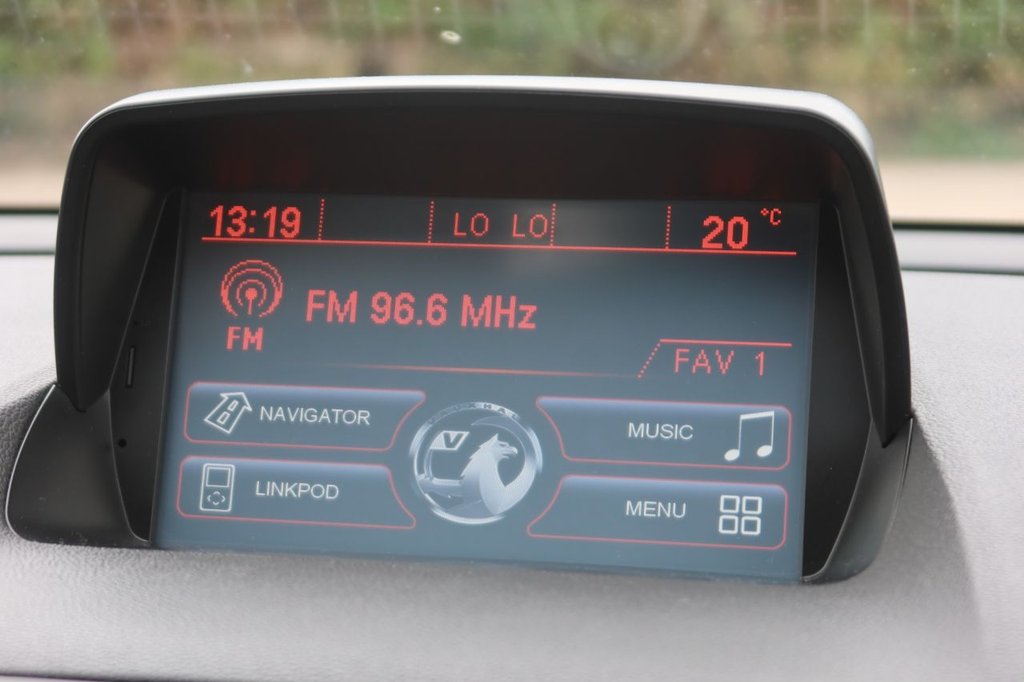 13:19 LO LO 20 °C
FM 96.6 MHz
FM
FAV 1
NAVIGATOR
MUSIC
LINKPOD
MENU
V